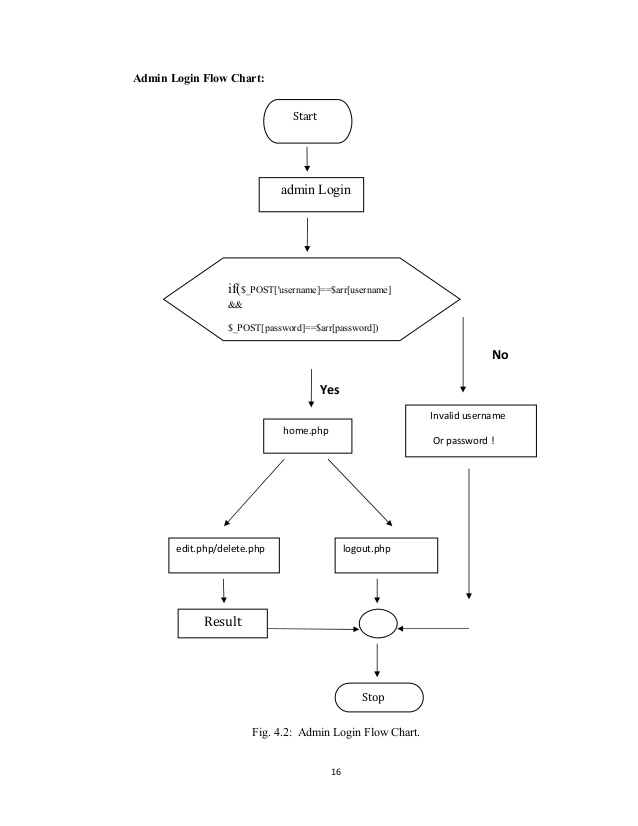 Admin Login Flow Chart:
Start
admin Login
if($_POST['username]==$arr[username]
&&
$_POST[password]==$arr[password])
No
Yes
Invalid username
Or password !
home.php
edit.php/delete.php
logout.php
Result
Stop
Fig. 4.2: Admin Login Flow Chart.
16